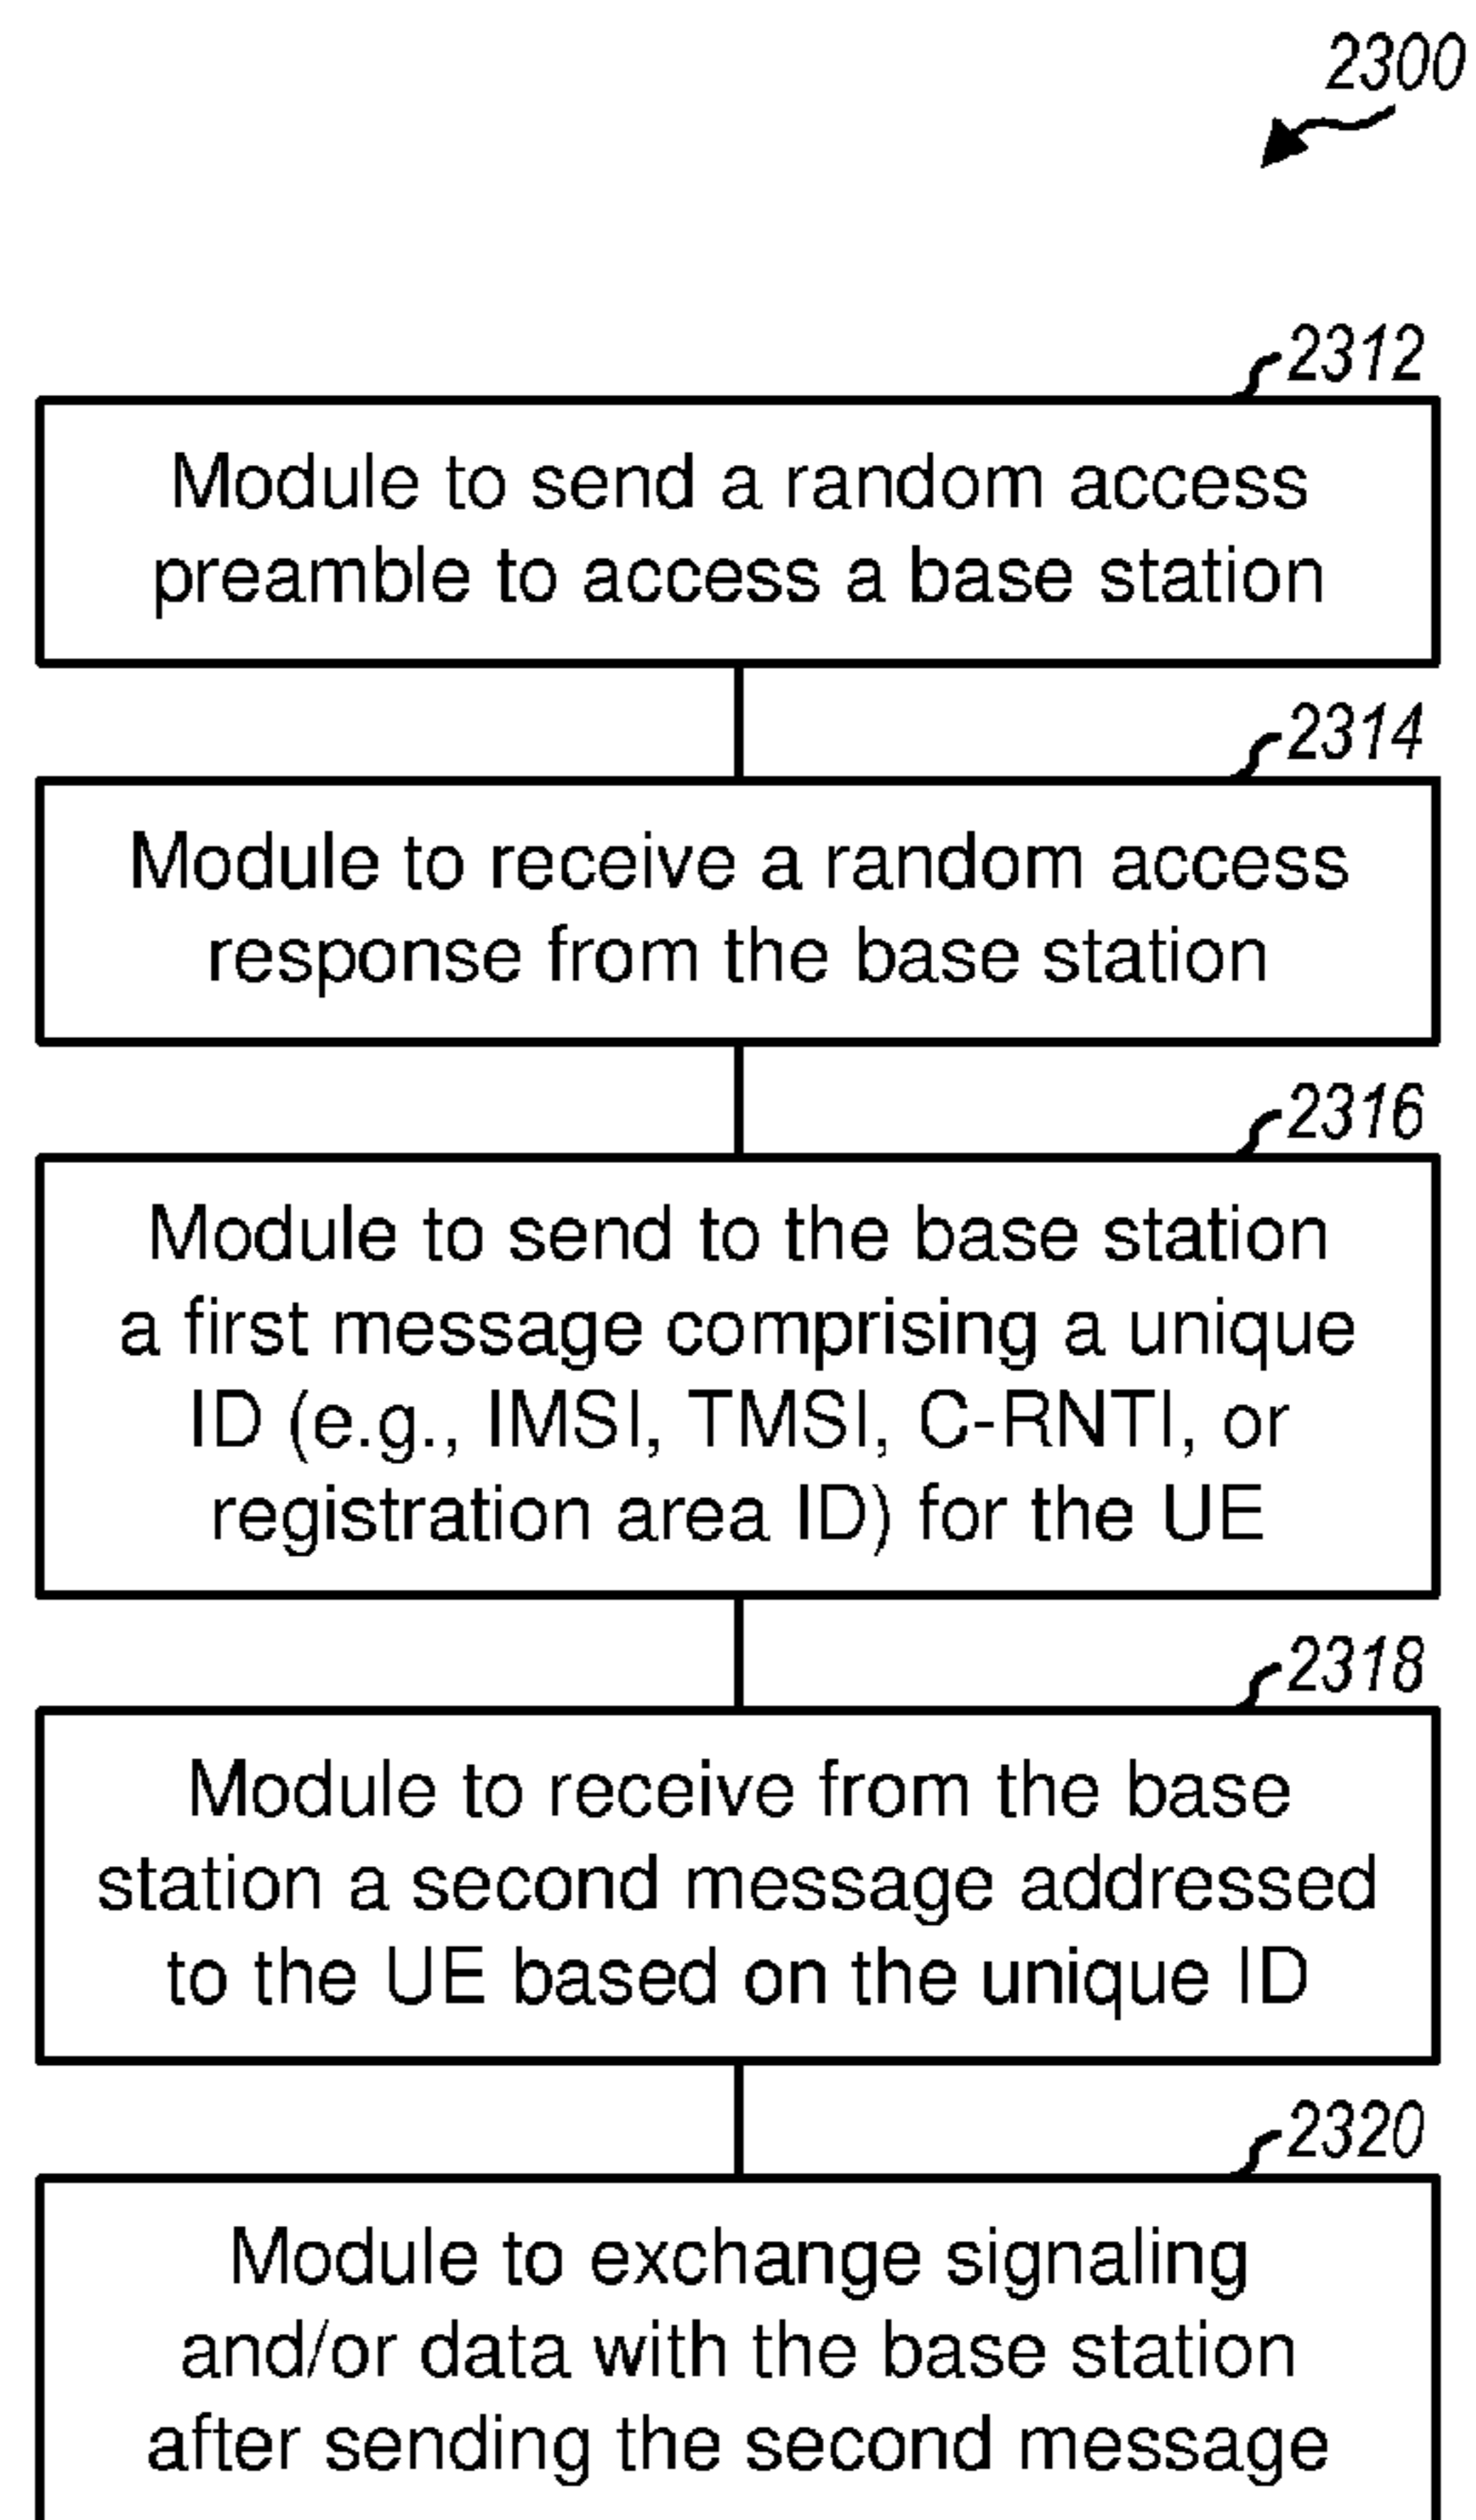 2300
2312
Module to send a random access
preamble to access a base station
2314
Module to receive a random access
response from the base station
2316
Module to send to the base station
a first message comprising a unique
ID (e.g., IMSI, TMSI, C-RNTI, or
registration area ID) for the UE
2318
Module to receive from the base
station a second message addressed
to the UE based on the unique ID
2320
Module to exchange signaling
and/or data with the base station
after sending the second message